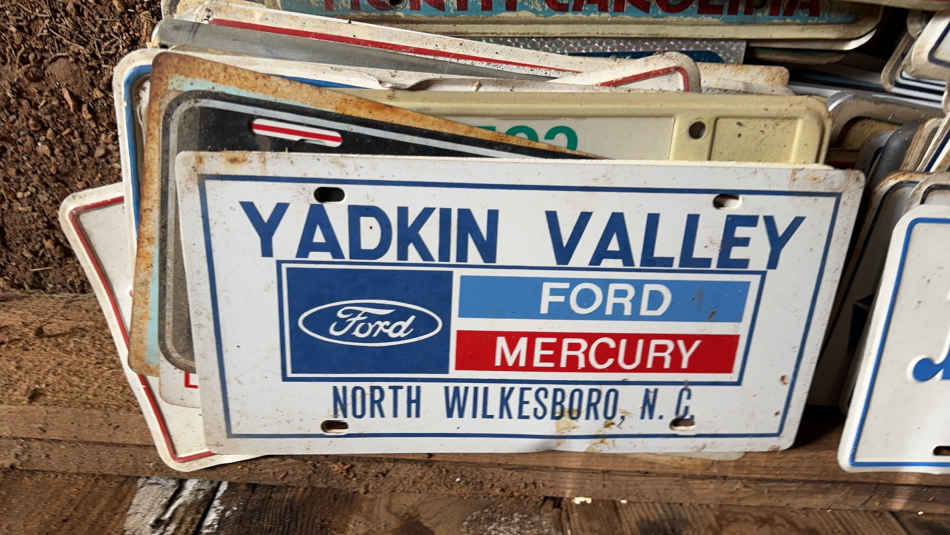 NORTH CAROLINA
YADKIN VALLEY
Ford
FORD
MERCURY
NORTH WILKESBORO, N. C.